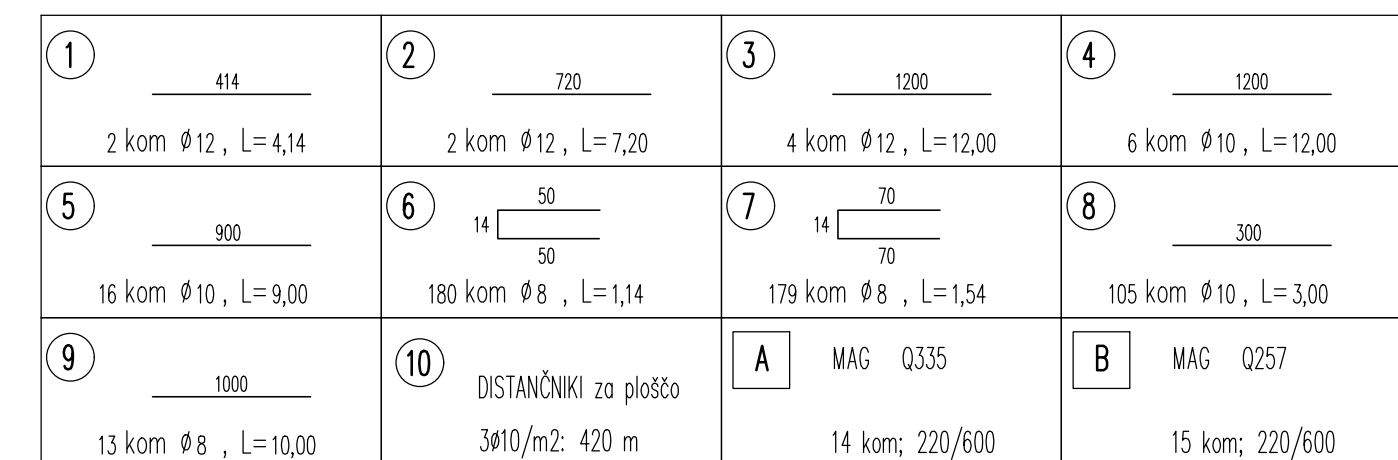 1
414
2 kom Ø12 , L=4,14
2
720
2 kom Ø12 , L=7,20
3
1200
4 kom Ø12 , L=12,00
4
1200
6 kom Ø10 , L=12,00
5
900
16 kom Ø10 , L=9,00
6
50
14
50
180 kom Ø8 , L=1,14
7
70
14
70
179 kom Ø8 , L=1,54
8
300
105 kom Ø10 , L=3,00
9
1000
13 kom Ø8 , L=10,00
10
DISTANČNIKI za ploščo
3ø10/m2: 420 m
A
MAG Q335
14 kom; 220/600
B
MAG Q257
15 kom; 220/600